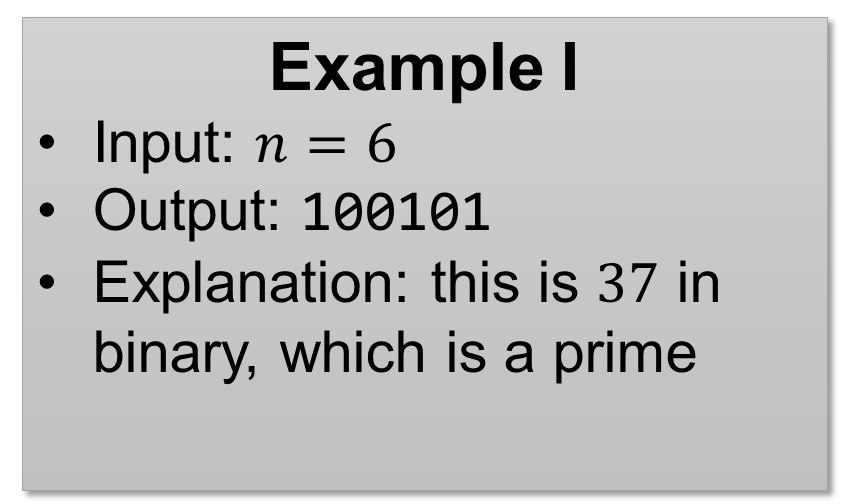 Example I
• Input: n = 6
• Output: 100101
• Explanation: this is 37 in
binary, which is a prime